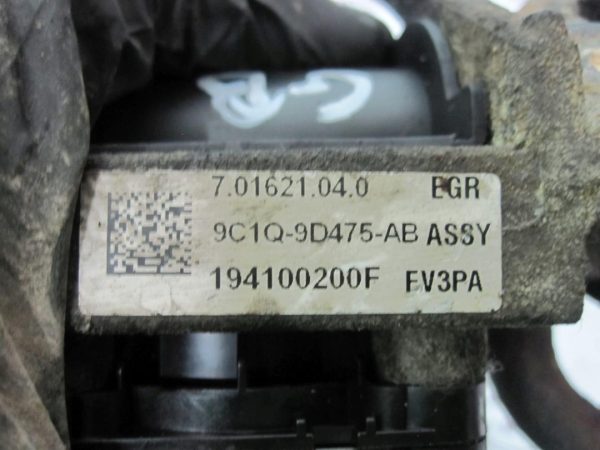 7.01621.04.0 EGR
9C1Q-9D475-AB ASSY
194100200F EV3PA